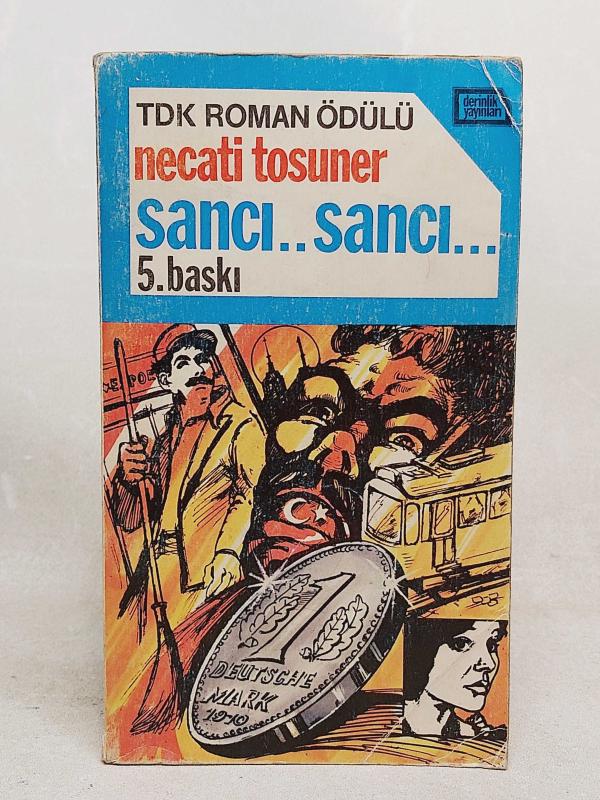 TDK ROMAN ÖDÜLÜ
derinlik
yayınları
necati tosuner
sancı..sancı...
5.baskı
1
DEUTSCHE
MARK
1970